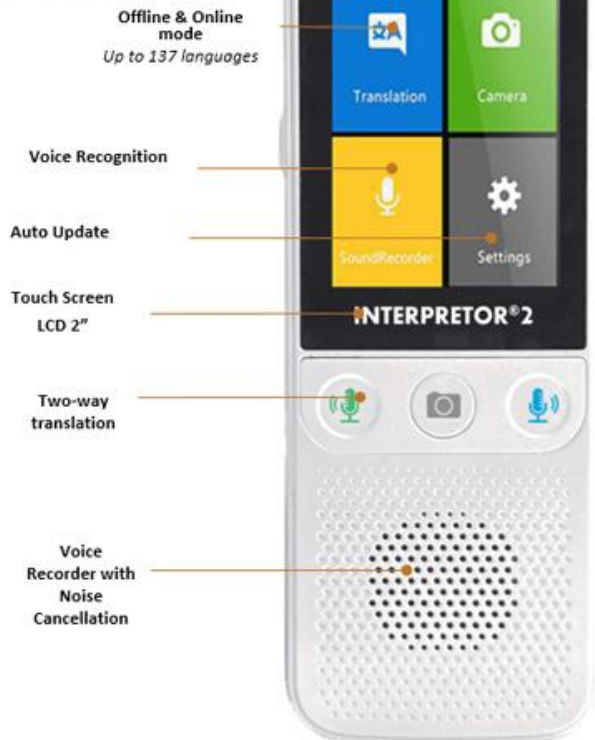 Offline & Online
mode
Up to 137 languages
Translation
Camera
Voice Recognition
Auto Update
SoundRecorder
Settings
Touch Screen
LCD 2”
INTERPRETOR®2
Two-way
translation
Voice
Recorder with
Noise
Cancellation